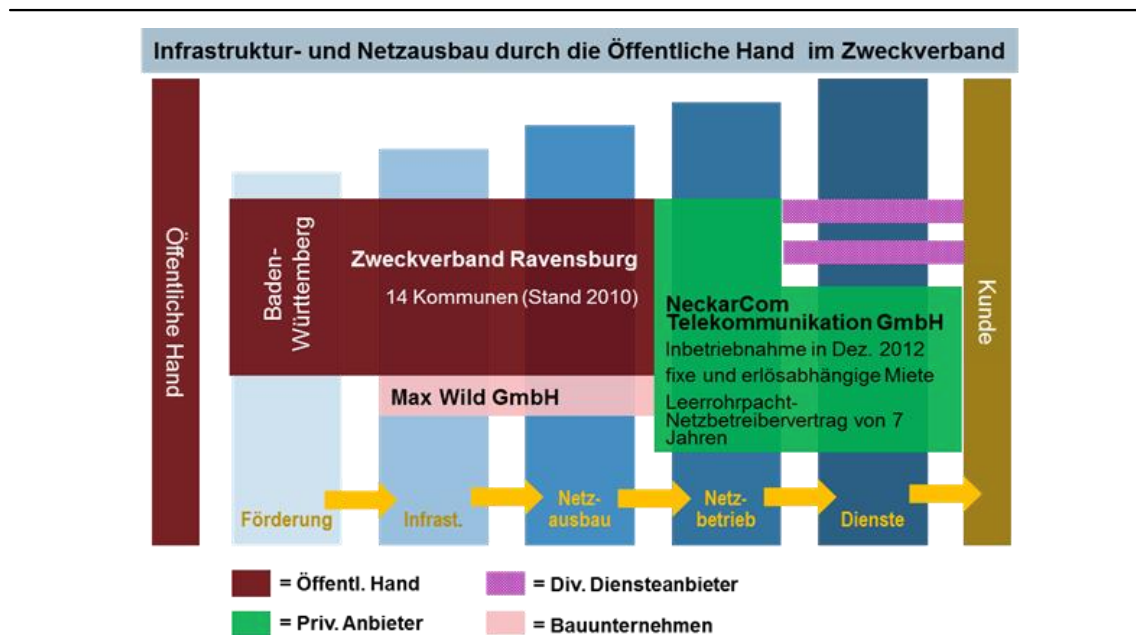 Infrastruktur- und Netzausbau durch die Öffentliche Hand im Zweckverband
Öffentliche Hand
Baden-
Württemberg
Zweckverband Ravensburg
14 Kommunen (Stand 2010)
Max Wild GmbH
NeckarCom
Telekommunikation GmbH
Inbetriebnahme in Dez. 2012
fixe und erlösabhängige Miete
Leerrohrpacht-
Netzbetreibervertrag von 7
Jahren
Kunde
Förderung
Infrast.
Netz-
ausbau
Netz-
betrieb
Dienste
= Öffentl. Hand
= Div. Diensteanbieter
= Priv. Anbieter
= Bauunternehmen